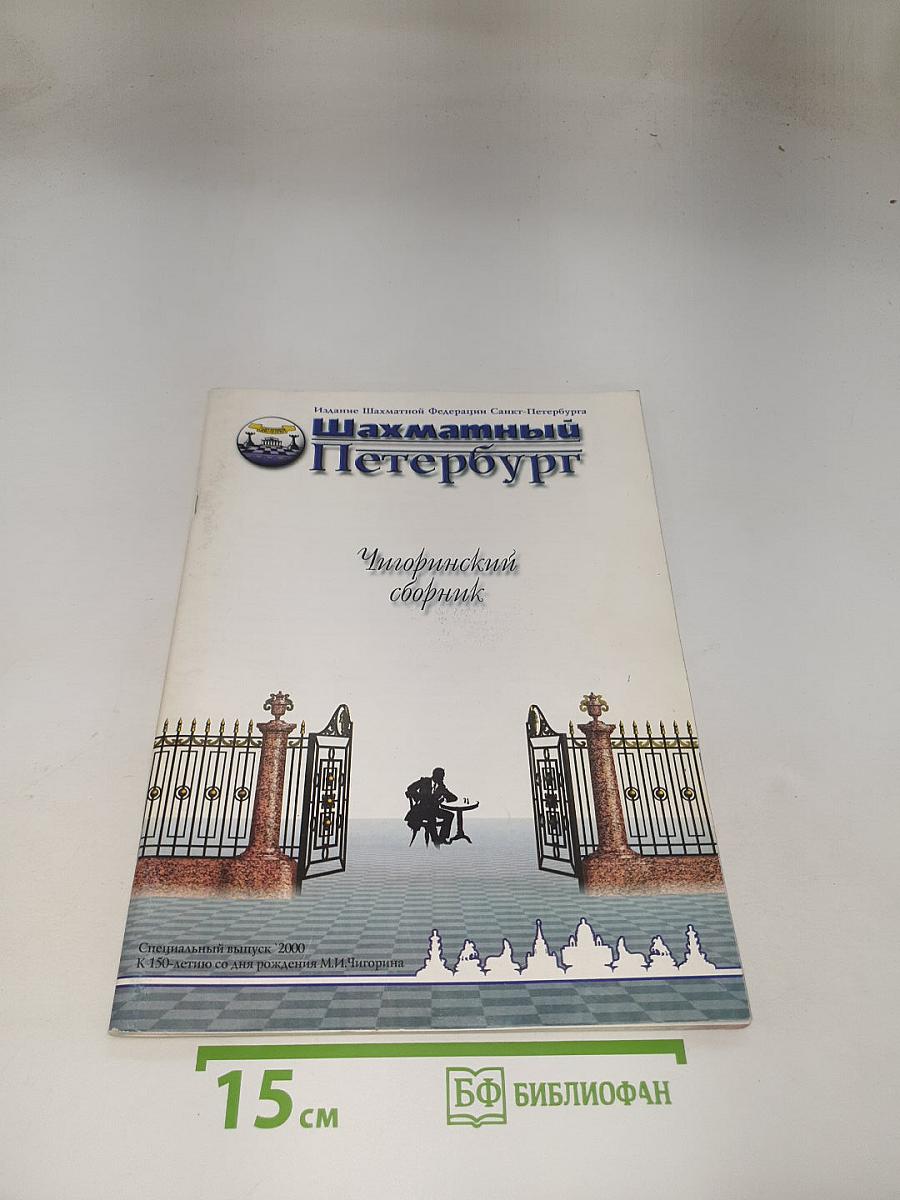 Издание Шахматной Федерации Санкт-Петербурга
Шахматный
Петербург
Чигоринский
сборник
Специальный выпуск `2000
К 150-летию со дня рождения М.И.Чигорина
15 см
БФ БИБЛИОФАН